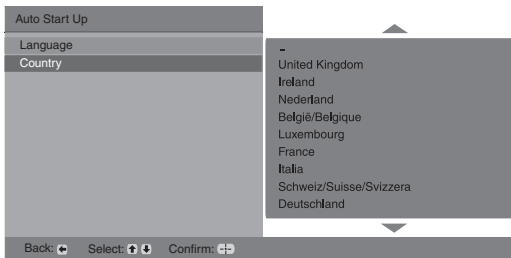 Auto Start Up
Language
Country
-
United Kingdom
Ireland
Nederland
België/Belgique
Luxembourg
France
Italia
Schweiz/Suisse/Svizzera
Deutschland
Back: Select: Confirm: